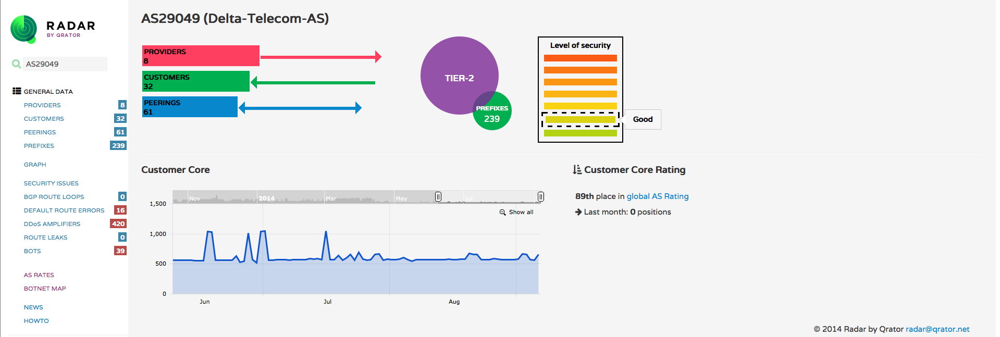 RADAR
BY QRATOR
AS29049
GENERAL DATA
PROVIDERS 8
CUSTOMERS 32
PEERINGS 61
PREFIXES 239
GRAPH
SECURITY ISSUES
BGP ROUTE LOOPS 0
DEFAULT ROUTE ERRORS 16
DDoS AMPLIFIERS 420
ROUTE LEAKS 0
BOTS 39
AS RATES
BOTNET MAP
NEWS
HOWTO
AS29049 (Delta-Telecom-AS)
PROVIDERS
8
CUSTOMERS
32
PEERINGS
61
TIER-2
PREFIXES
239
Level of security
Good
Customer Core
Nov 2014 Mar May Jul
Show all
1,500
1,000
500
0
Jun Jul Aug
Customer Core Rating
89th place in global AS Rating
Last month: 0 positions
© 2014 Radar by Qrator radar@qrator.net